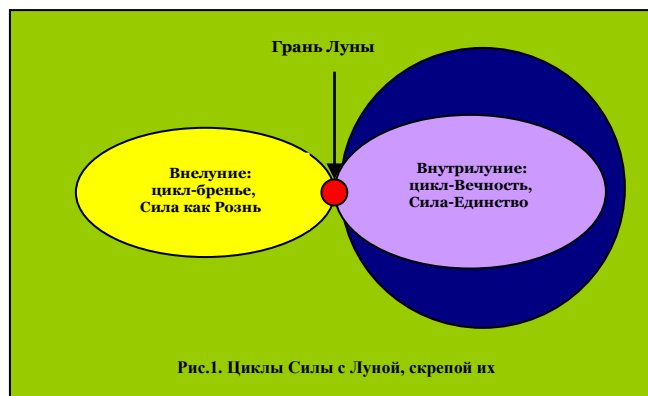 Грань Луны
Внелуние:
цикл-бренье,
Сила как Рознь
Внутрилуние:
цикл-Вечность,
Сила-Единство
Рис.1. Циклы Силы с Луной, скрепой их